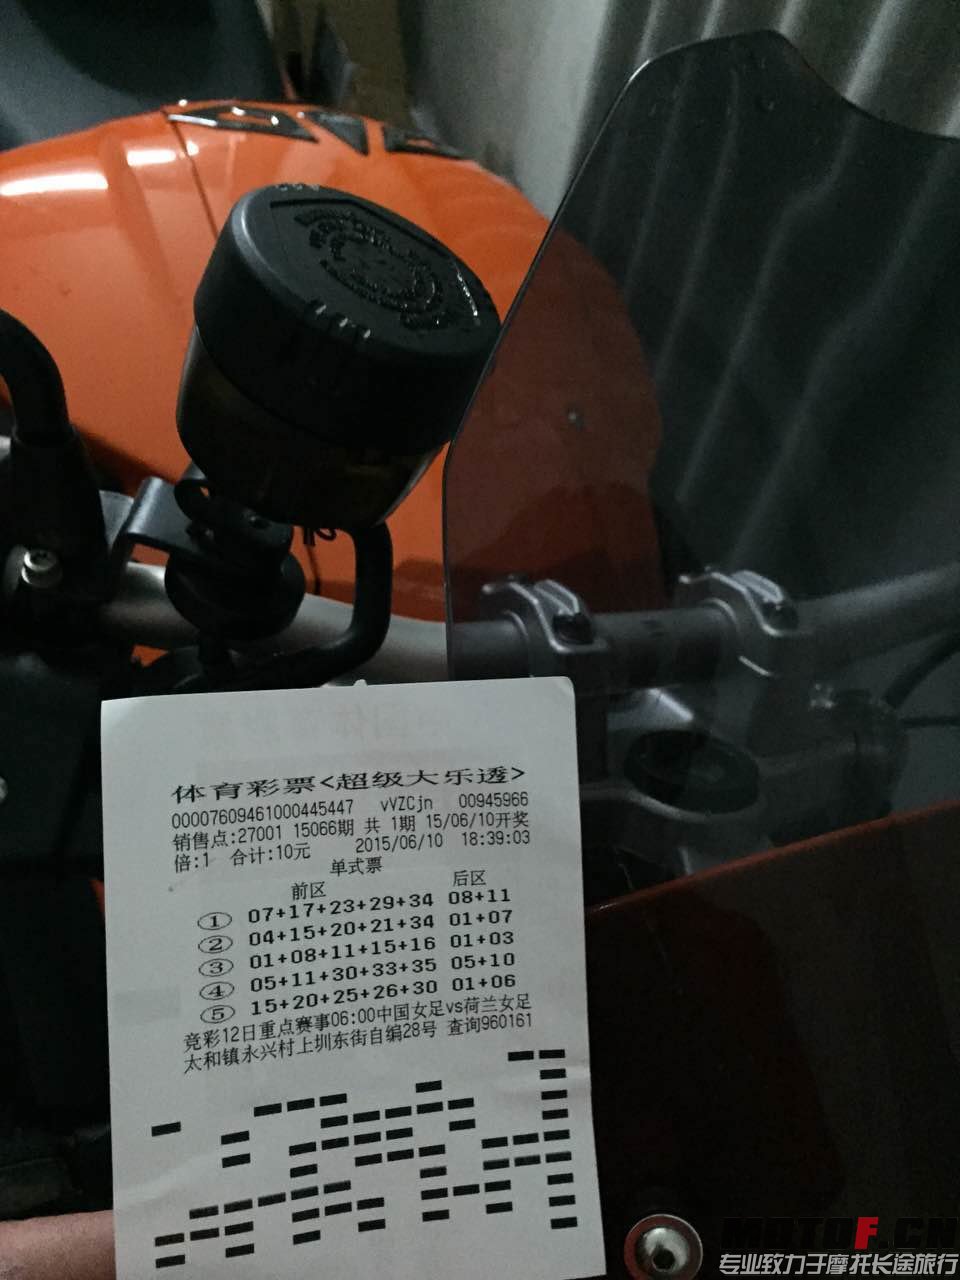 体育彩票<超级大乐透>
00007609461000445447 vVZCjn 00945966
销售点:27001 15066期 共 1期 15/06/10开奖
倍:1 合计:10元 2015/06/10 18:39:03
单式票
前区 后区
① 07+17+23+29+34 08+11
② 04+15+20+21+34 01+07
③ 01+08+11+15+16 01+03
④ 05+11+30+33+35 05+10
⑤ 15+20+25+26+30 01+06
竞彩12日重点赛事06:00中国女足vs荷兰女足
太和镇永兴村上圳东街自编28号 查询960161
MOTOF.CN
专业致力于摩托长途旅行